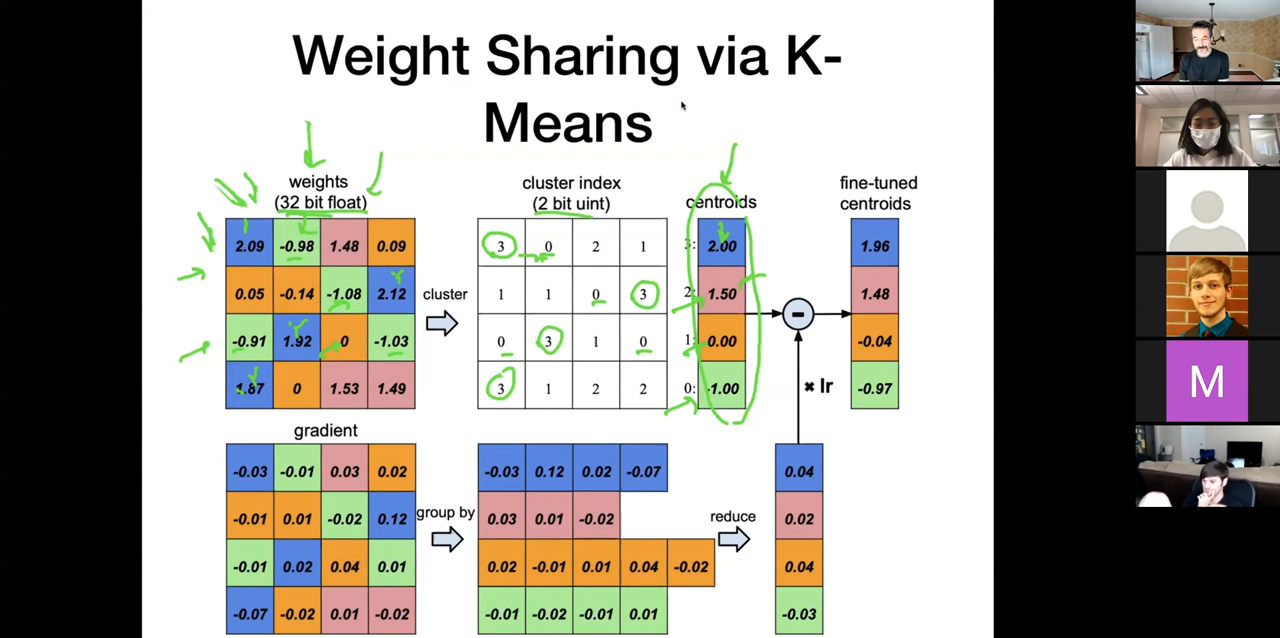 Weight Sharing via K-
Means
weights
(32 bit float)
cluster index
(2 bit uint)
centroids
fine-tuned
centroids
2.09 -0.98 1.48 0.09
0.05 -0.14 -1.08 2.12
-0.91 1.92 0 -1.03
1.87 0 1.53 1.49
cluster
3 0 2 1
1 1 0 3
0 3 1 0
3 1 2 2
3: 2.00
2: 1.50
1: 0.00
0: -1.00
-
× lr
1.96
1.48
-0.04
-0.97
gradient
-0.03 -0.01 0.03 0.02
-0.01 0.01 -0.02 0.12
-0.01 0.02 0.04 0.01
-0.07 -0.02 0.01 -0.02
group by
-0.03 0.12 0.02 -0.07
0.03 0.01 -0.02
0.02 -0.01 0.01 0.04 -0.02
-0.01 -0.02 -0.01 0.01
reduce
0.04
0.02
0.04
-0.03
M